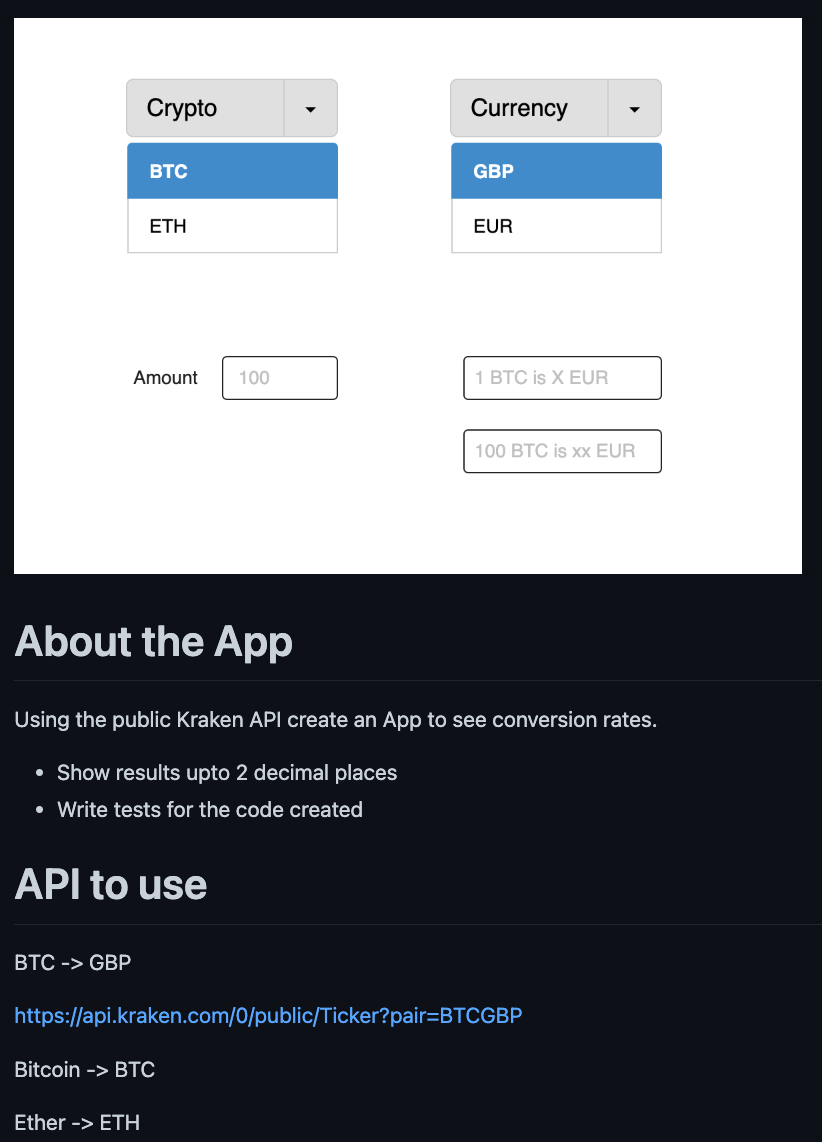 Crypto
Currency
BTC
GBP
ETH
EUR
Amount
100
1 BTC is X EUR
100 BTC is xx EUR
About the App
Using the public Kraken API create an App to see conversion rates.
• Show results upto 2 decimal places
• Write tests for the code created
API to use
BTC -> GBP
https://api.kraken.com/0/public/Ticker?pair=BTCGBP
Bitcoin -> BTC
Ether -> ETH